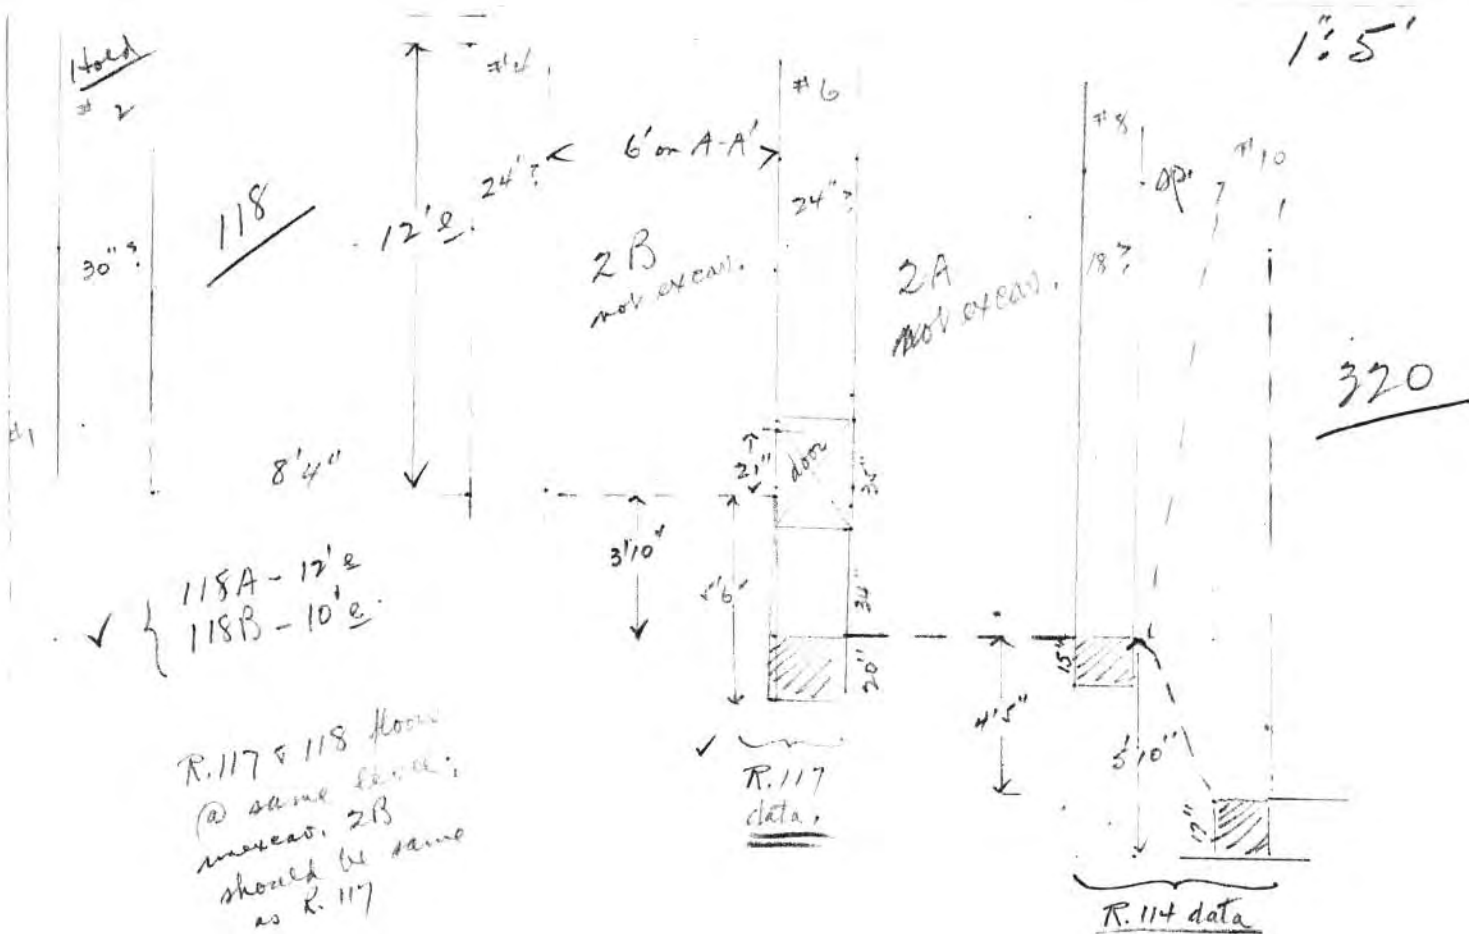 Hold
# 2
30"?
118
#1
8'4"
#4
24"?
12'e.
6' on A-A'
2B
not excav.
#6
24"?
21"
door
3'10"
34"
20"
2A
not excav.
#8
18?
#10
1":5'
320
15"
4'5"
5'10"
17"
118A - 12'e
118B - 10'e.
R.117 & 118 floors
@ same level;
unexcav. 2B
should be same
as R.117
R.117
data.
R.114 data